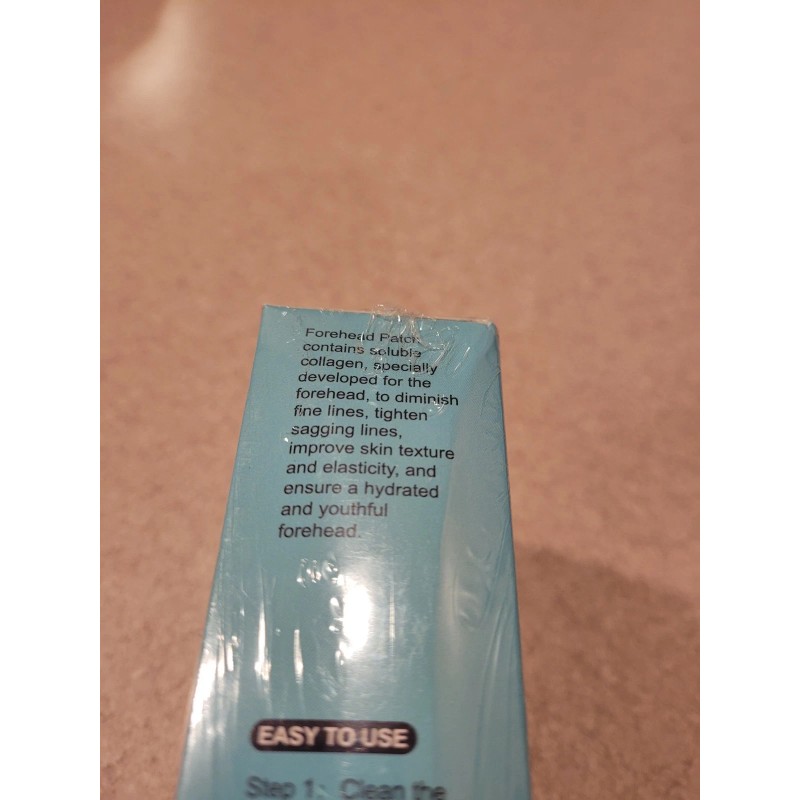 Forehead Patch
contains soluble
collagen, specially
developed for the
forehead, to diminish
fine lines, tighten
sagging lines,
improve skin texture
and elasticity, and
ensure a hydrated
and youthful
forehead.
EASY TO USE
Step 1: Clean the